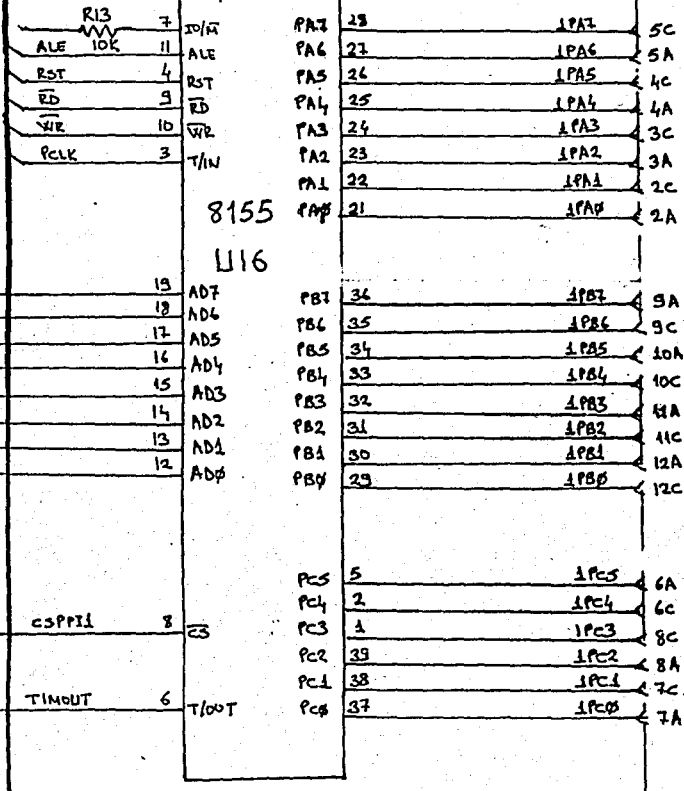 R13 7 IO/M̅ PA7 28 1PA7 5C
10K
ALE 11 ALE PA6 27 1PA6 5A
RST 4 RST PA5 26 1PA5 4C
R̅D̅ 9 R̅D̅ PA4 25 1PA4 4A
W̅R̅ 10 W̅R̅ PA3 24 1PA3 3C
PCLK 3 T/IN PA2 23 1PA2 3A
PA1 22 1PA1 2C
8155 PAØ 21 1PAØ 2A
U16
19 AD7 PB7 36 1PB7 9A
18 AD6 PB6 35 1PB6 9C
17 AD5 PB5 34 1PB5 10A
16 AD4 PB4 33 1PB4 10C
15 AD3 PB3 32 1PB3 11A
14 AD2 PB2 31 1PB2 11C
13 AD1 PB1 30 1PB1 12A
12 ADØ PBØ 29 1PBØ 12C
PC5 5 1PC5 6A
PC4 2 1PC4 6C
CSPPI1 8 C̅S̅ PC3 1 1PC3 8C
PC2 39 1PC2 8A
PC1 38 1PC1 7C
TIMOUT 6 T/OUT PCØ 37 1PCØ 7A